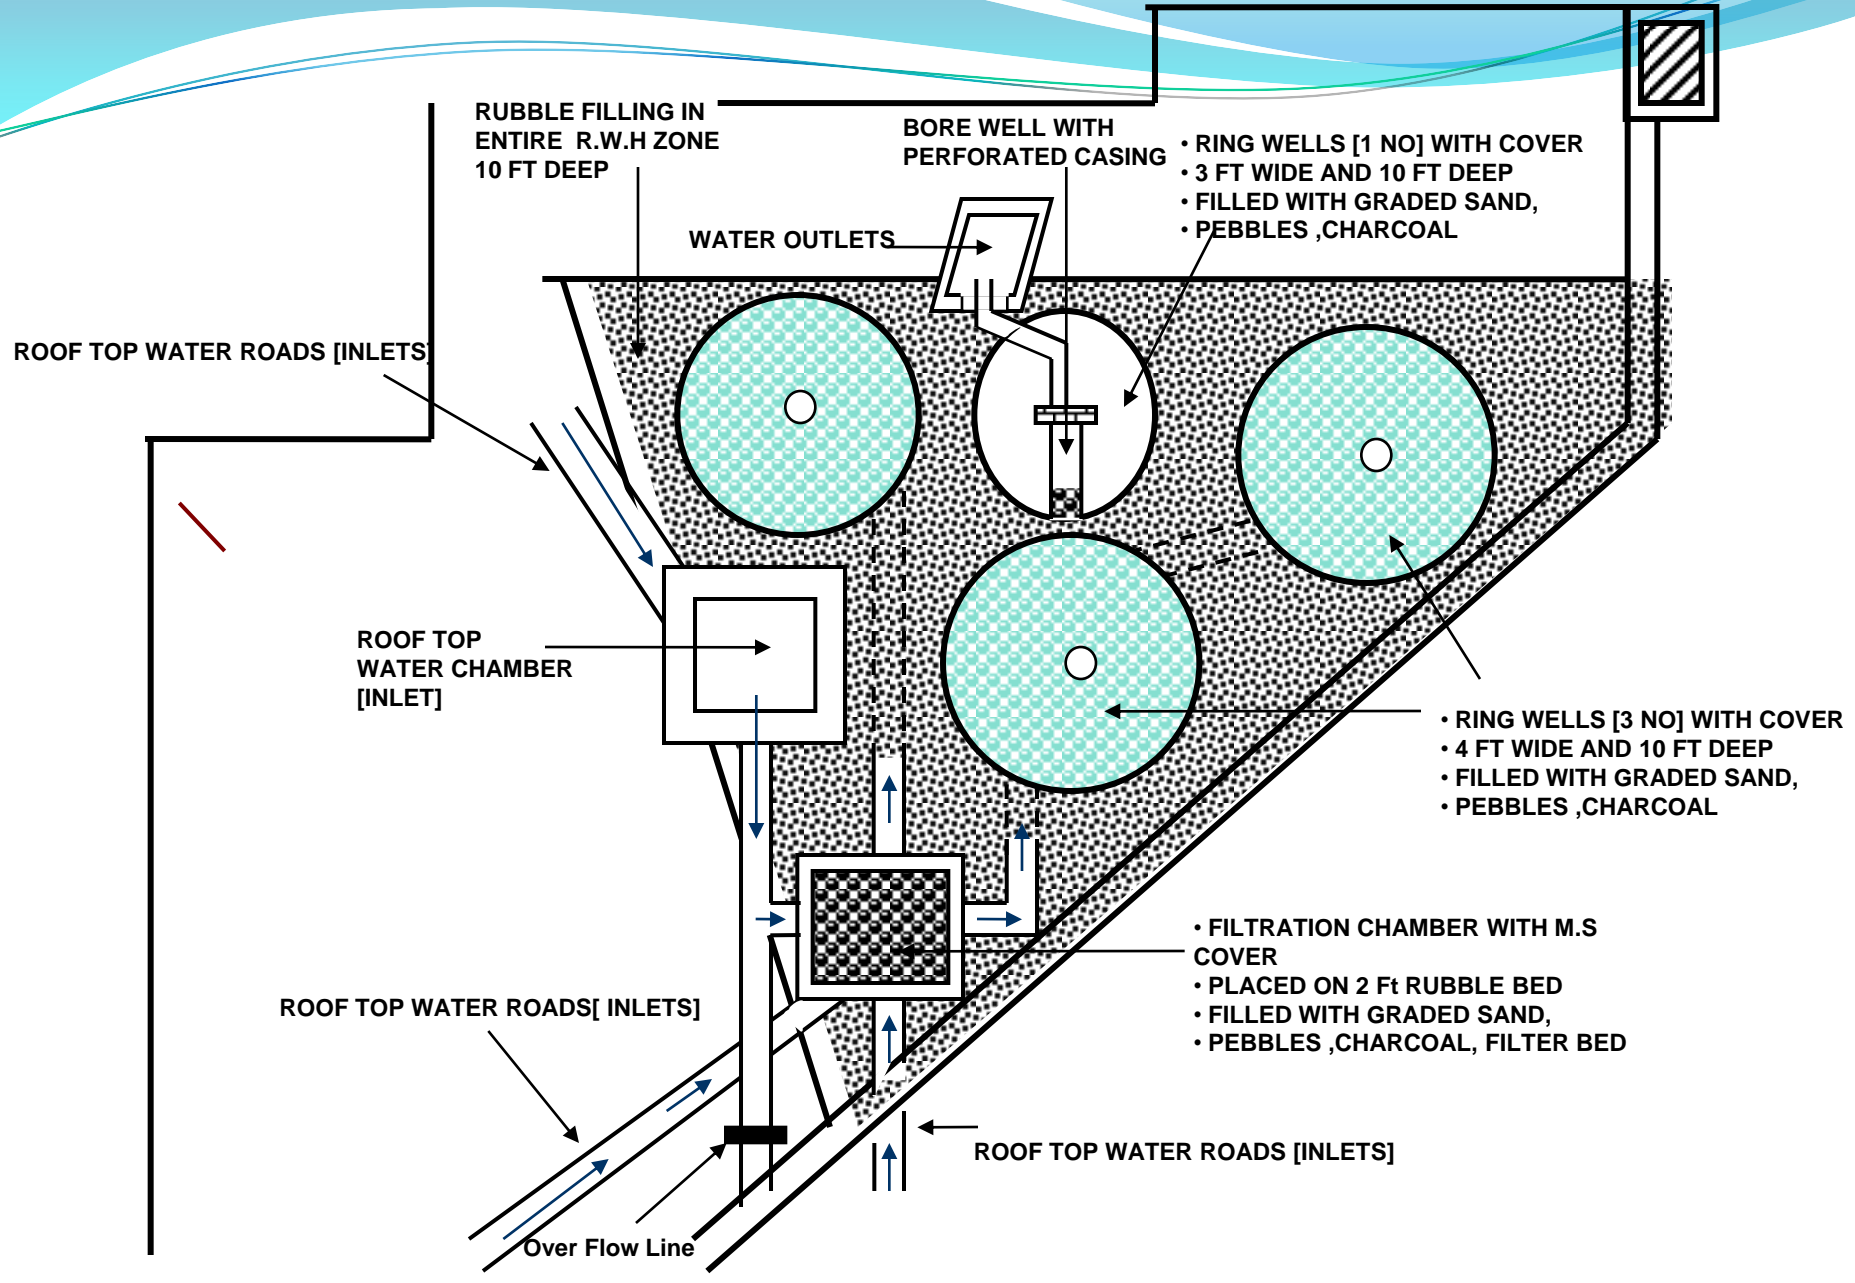 RUBBLE FILLING IN
ENTIRE R.W.H ZONE
10 FT DEEP
BORE WELL WITH
PERFORATED CASING
• RING WELLS [1 NO] WITH COVER
• 3 FT WIDE AND 10 FT DEEP
• FILLED WITH GRADED SAND,
• PEBBLES ,CHARCOAL
WATER OUTLETS
ROOF TOP WATER ROADS [INLETS]
ROOF TOP
WATER CHAMBER
[INLET]
• RING WELLS [3 NO] WITH COVER
• 4 FT WIDE AND 10 FT DEEP
• FILLED WITH GRADED SAND,
• PEBBLES ,CHARCOAL
• FILTRATION CHAMBER WITH M.S
COVER
• PLACED ON 2 Ft RUBBLE BED
• FILLED WITH GRADED SAND,
• PEBBLES ,CHARCOAL, FILTER BED
ROOF TOP WATER ROADS[ INLETS]
ROOF TOP WATER ROADS [INLETS]
Over Flow Line